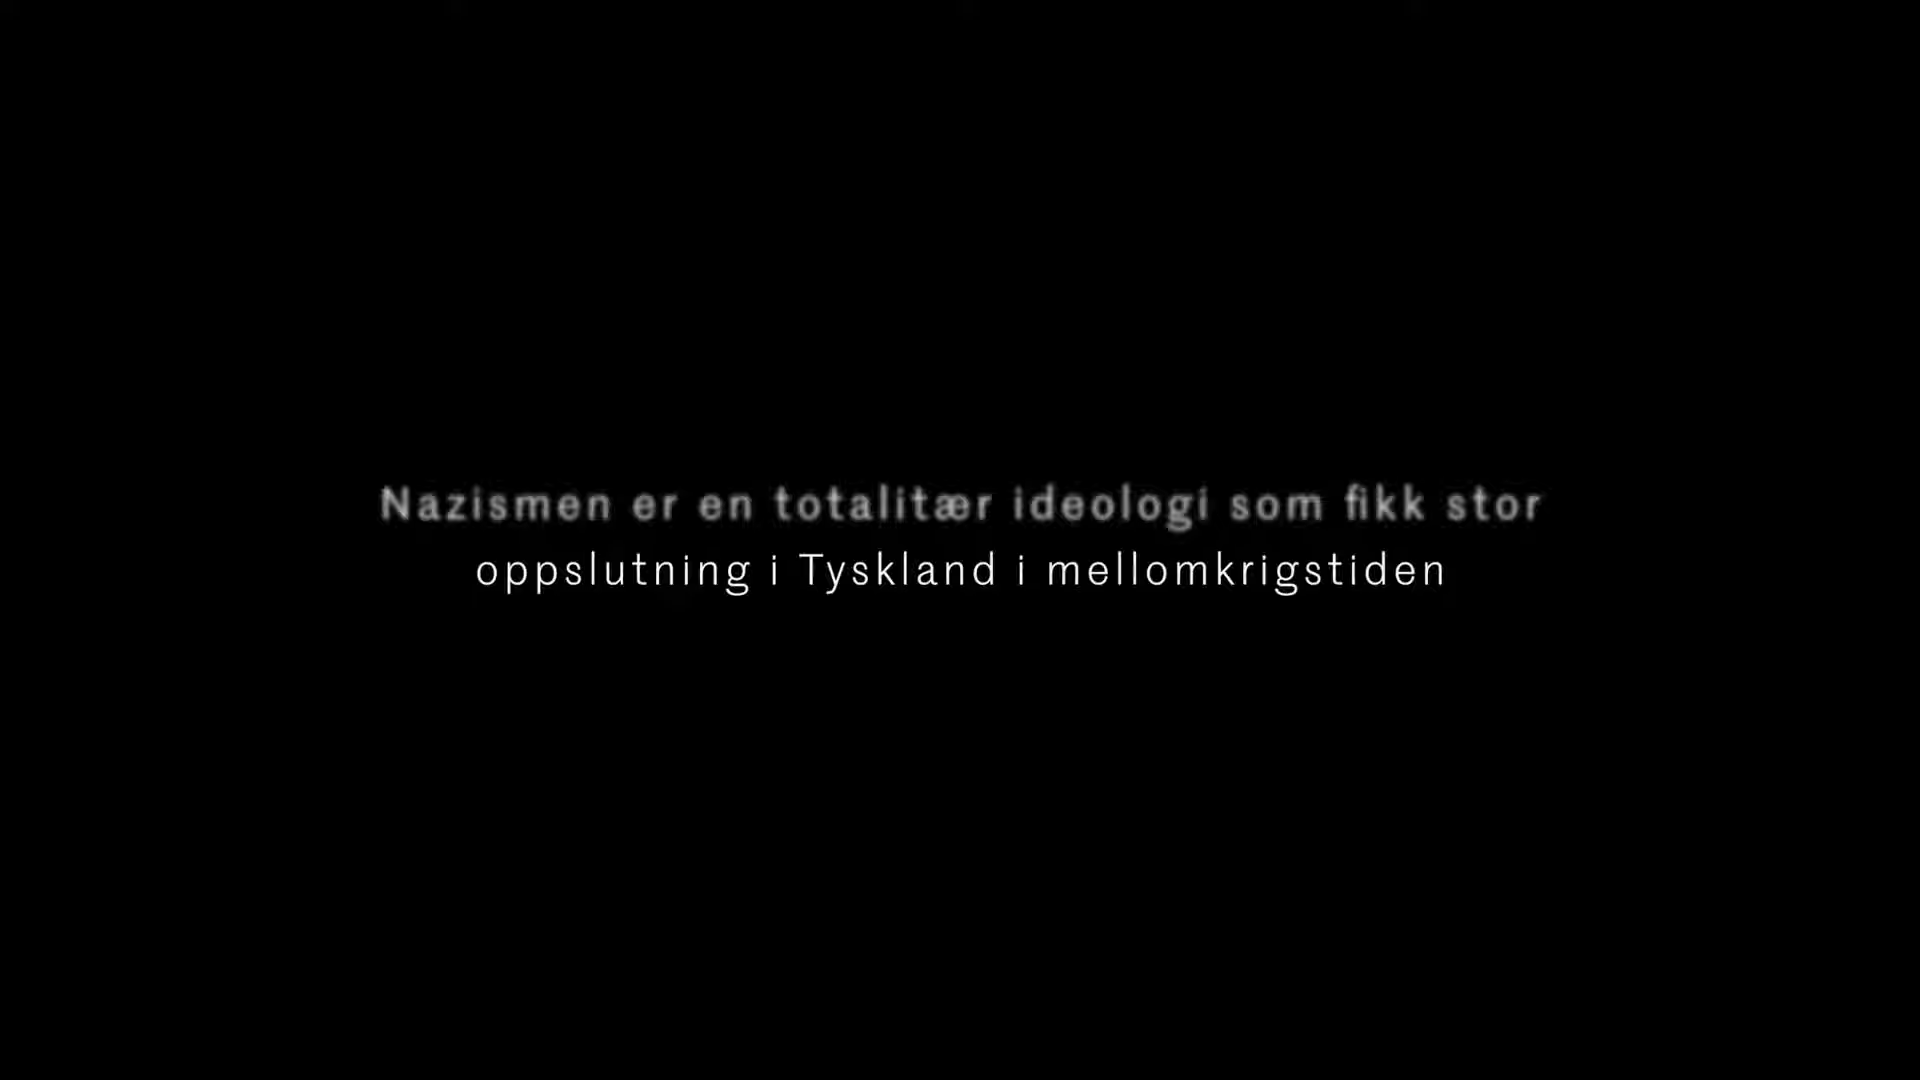 Nazismen er en totalitær ideologi som fikk stor
oppslutning i Tyskland i mellomkrigstiden